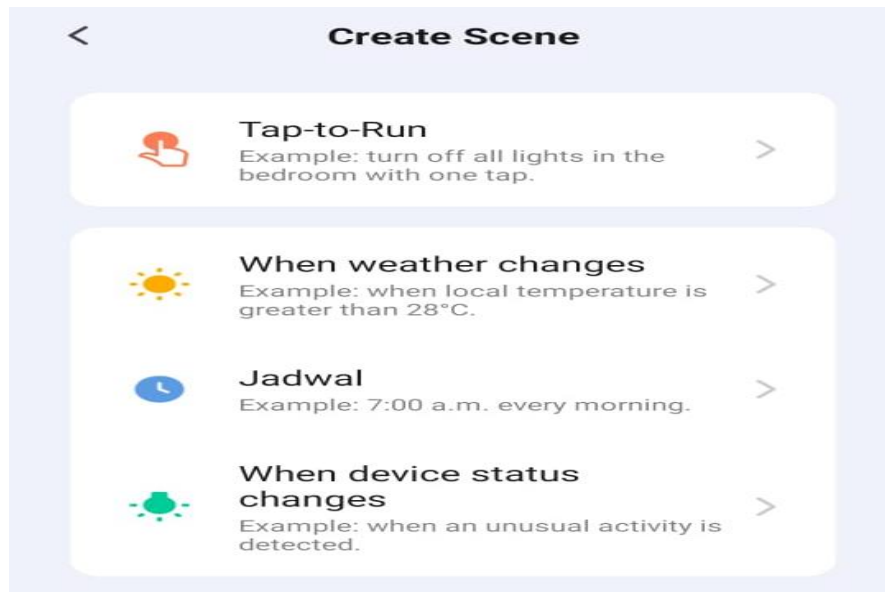 Create Scene
Tap-to-Run
Example: turn off all lights in the
bedroom with one tap.
When weather changes
Example: when local temperature is
greater than 28°C.
Jadwal
Example: 7:00 a.m. every morning.
When device status
changes
Example: when an unusual activity is
detected.